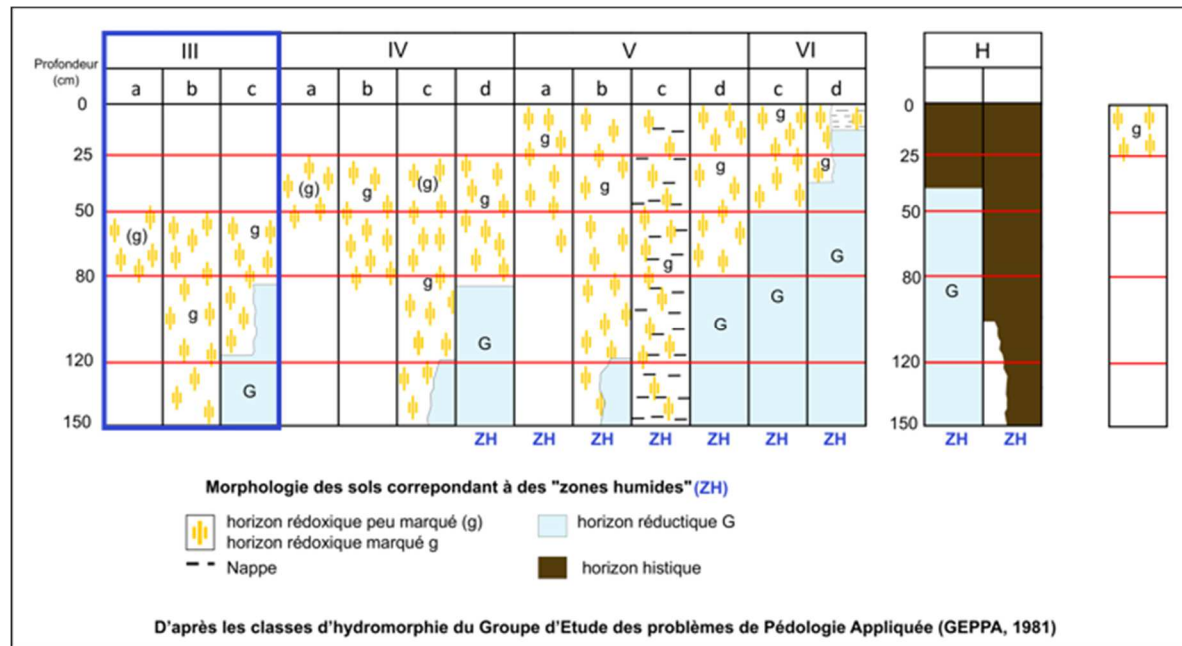 III IV V VI H
Profondeur
(cm)
a b c a b c d a b c d c d
0 0
g g g g
25 25
(g) g (g) g g g g
50 50
(g) g g G
80 80
g g g G G G G
120 120
G
150 150
ZH ZH ZH ZH ZH ZH ZH ZH
Morphologie des sols correpondant à des "zones humides" (ZH)
horizon rédoxique peu marqué (g) horizon réductique G
horizon rédoxique marqué g
Nappe horizon histique
D'après les classes d'hydromorphie du Groupe d'Etude des problèmes de Pédologie Appliquée (GEPPA, 1981)